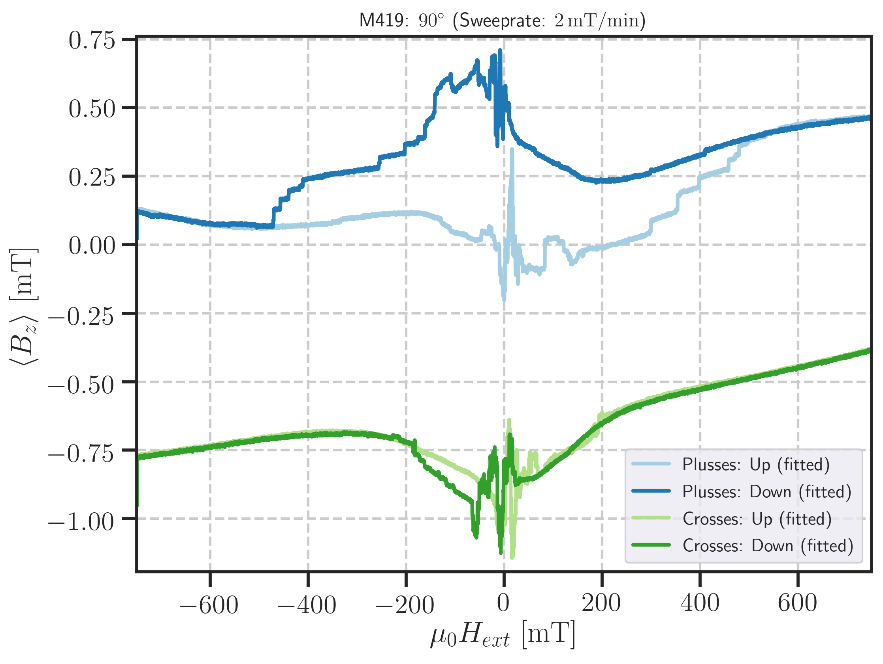 M419: 90° (Sweeprate: 2 mT/min)
0.75
0.50
0.25
0.00
−0.25
−0.50
−0.75
−1.00
⟨B_z⟩ [mT]
Plusses: Up (fitted)
Plusses: Down (fitted)
Crosses: Up (fitted)
Crosses: Down (fitted)
−600 −400 −200 0 200 400 600
μ₀H_ext [mT]